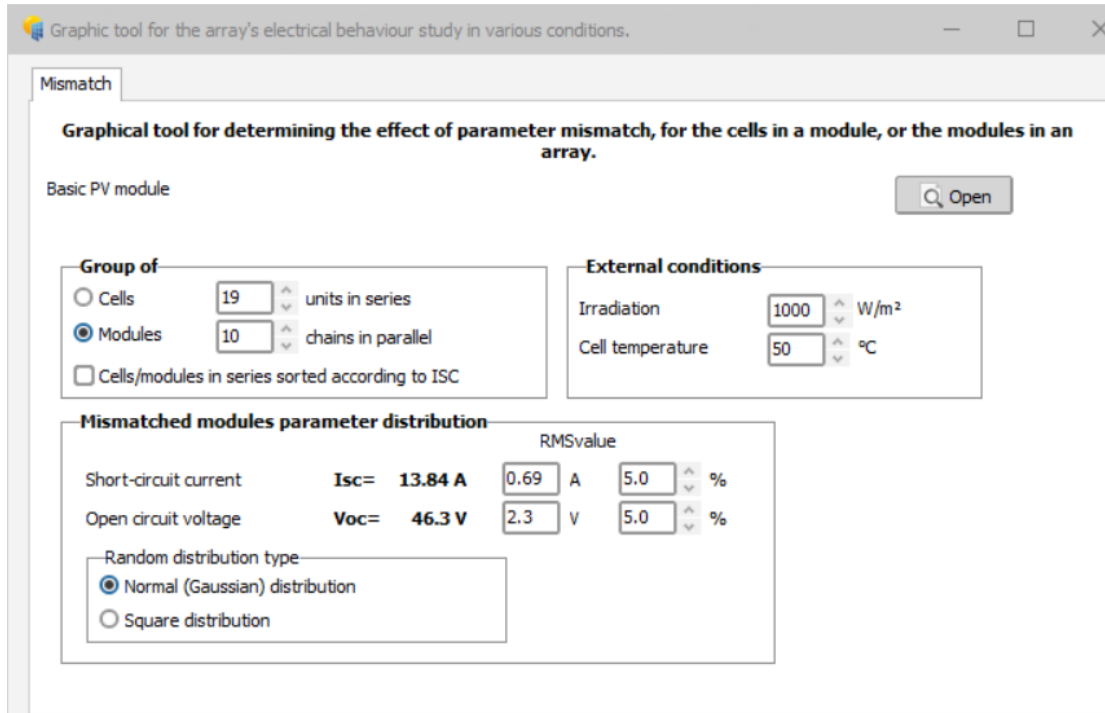 Graphic tool for the array's electrical behaviour study in various conditions.
Mismatch
Graphical tool for determining the effect of parameter mismatch, for the cells in a module, or the modules in an
array.
Basic PV module
Open
Group of
Cells 19 units in series
Modules 10 chains in parallel
Cells/modules in series sorted according to ISC
External conditions
Irradiation 1000 W/m²
Cell temperature 50 °C
Mismatched modules parameter distribution
RMSvalue
Short-circuit current Isc= 13.84 A 0.69 A 5.0 %
Open circuit voltage Voc= 46.3 V 2.3 V 5.0 %
Random distribution type
Normal (Gaussian) distribution
Square distribution